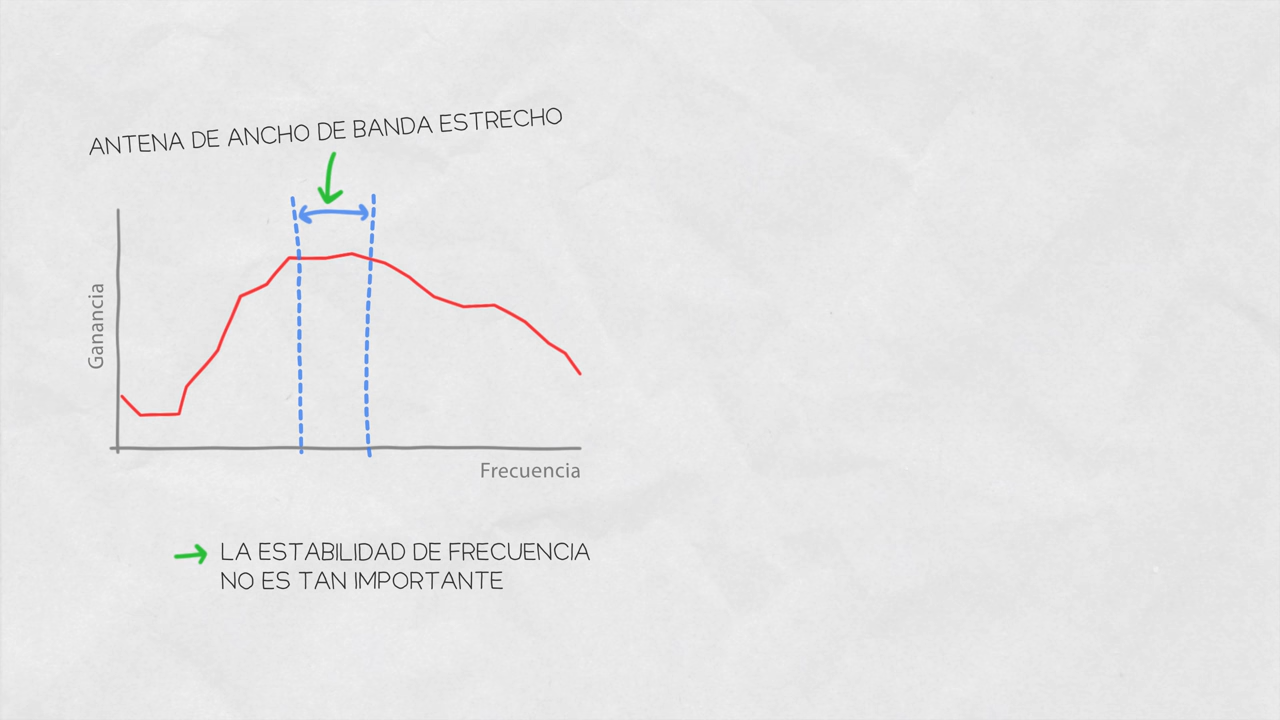 ANTENA DE ANCHO DE BANDA ESTRECHO
Ganancia
Frecuencia
LA ESTABILIDAD DE FRECUENCIA
NO ES TAN IMPORTANTE